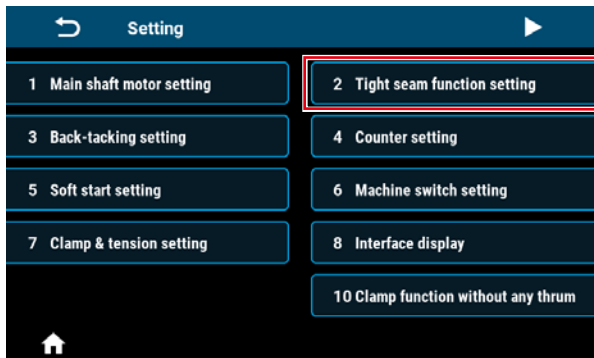 Setting
1 Main shaft motor setting
2 Tight seam function setting
3 Back-tacking setting
4 Counter setting
5 Soft start setting
6 Machine switch setting
7 Clamp & tension setting
8 Interface display
10 Clamp function without any thrum